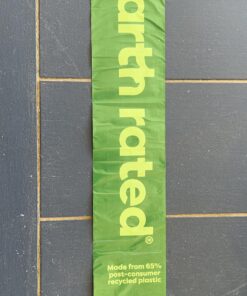 arth rated®
Made from 65%
post-consumer
recycled plastic